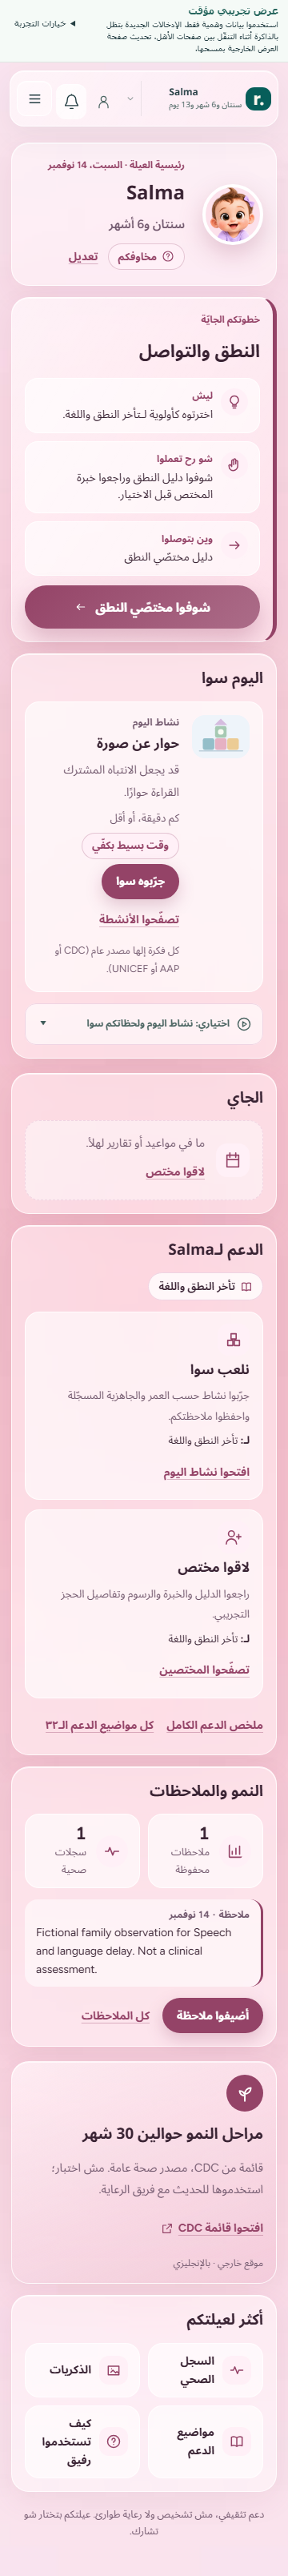 عرض تجريبي مؤقت
استخدموا بيانات وهمية فقط. الإدخالات الجديدة بتظل
بالذاكرة أثناء التنقّل بين صفحات الأهل. تحديث صفحة
العرض الخارجية بمسحها.
◀ خيارات التجربة
r.
Salma
سنتان و6 شهر و13 يوم
رئيسية العيلة · السبت، 14 نوفمبر
Salma
سنتان و6 أشهر
مخاوفكم
تعديل
خطوتكم الجايّة
النطق والتواصل
ليش
اخترتوه كأولوية لـتأخر النطق واللغة.
شو رح تعملوا
شوفوا دليل النطق وراجعوا خبرة
المختص قبل الاختيار.
وين بتوصلوا
دليل مختصّي النطق
شوفوا مختصّي النطق
اليوم سوا
نشاط اليوم
حوار عن صورة
قد يجعل الانتباه المشترك
القراءة حوارًا.
كم دقيقة، أو أقل
وقت بسيط بكفّي
جرّبوه سوا
تصفّحوا الأنشطة
كل فكرة إلها مصدر عام (CDC أو
AAP أو UNICEF).
اختياري: نشاط اليوم ولحظاتكم سوا
الجاي
ما في مواعيد أو تقارير لهلأ.
لاقوا مختص
الدعم لـSalma
تأخر النطق واللغة
نلعب سوا
جرّبوا نشاط حسب العمر والجاهزية المسجّلة
واحفظوا ملاحظتكم.
لـ: تأخر النطق واللغة
افتحوا نشاط اليوم
لاقوا مختص
راجعوا الدليل والخبرة والرسوم وتفاصيل الحجز
التجريبي.
لـ: تأخر النطق واللغة
تصفّحوا المختصين
ملخص الدعم الكامل
كل مواضيع الدعم الـ٣٢
النمو والملاحظات
1
ملاحظات
محفوظة
1
سجلات
صحية
ملاحظة · 14 نوفمبر
Fictional family observation for Speech
and language delay. Not a clinical
assessment.
أضيفوا ملاحظة
كل الملاحظات
مراحل النمو حوالين 30 شهر
قائمة من CDC، مصدر صحة عامة. مش اختبار؛
استخدموها للحديث مع فريق الرعاية.
افتحوا قائمة CDC
موقع خارجي · بالإنجليزي
أكثر لعيلتكم
السجل
الصحي
الذكريات
مواضيع
الدعم
كيف
تستخدموا
رفيق
دعم تثقيفي، مش تشخيص ولا رعاية طوارئ. عيلتكم بتختار شو
تشارك.